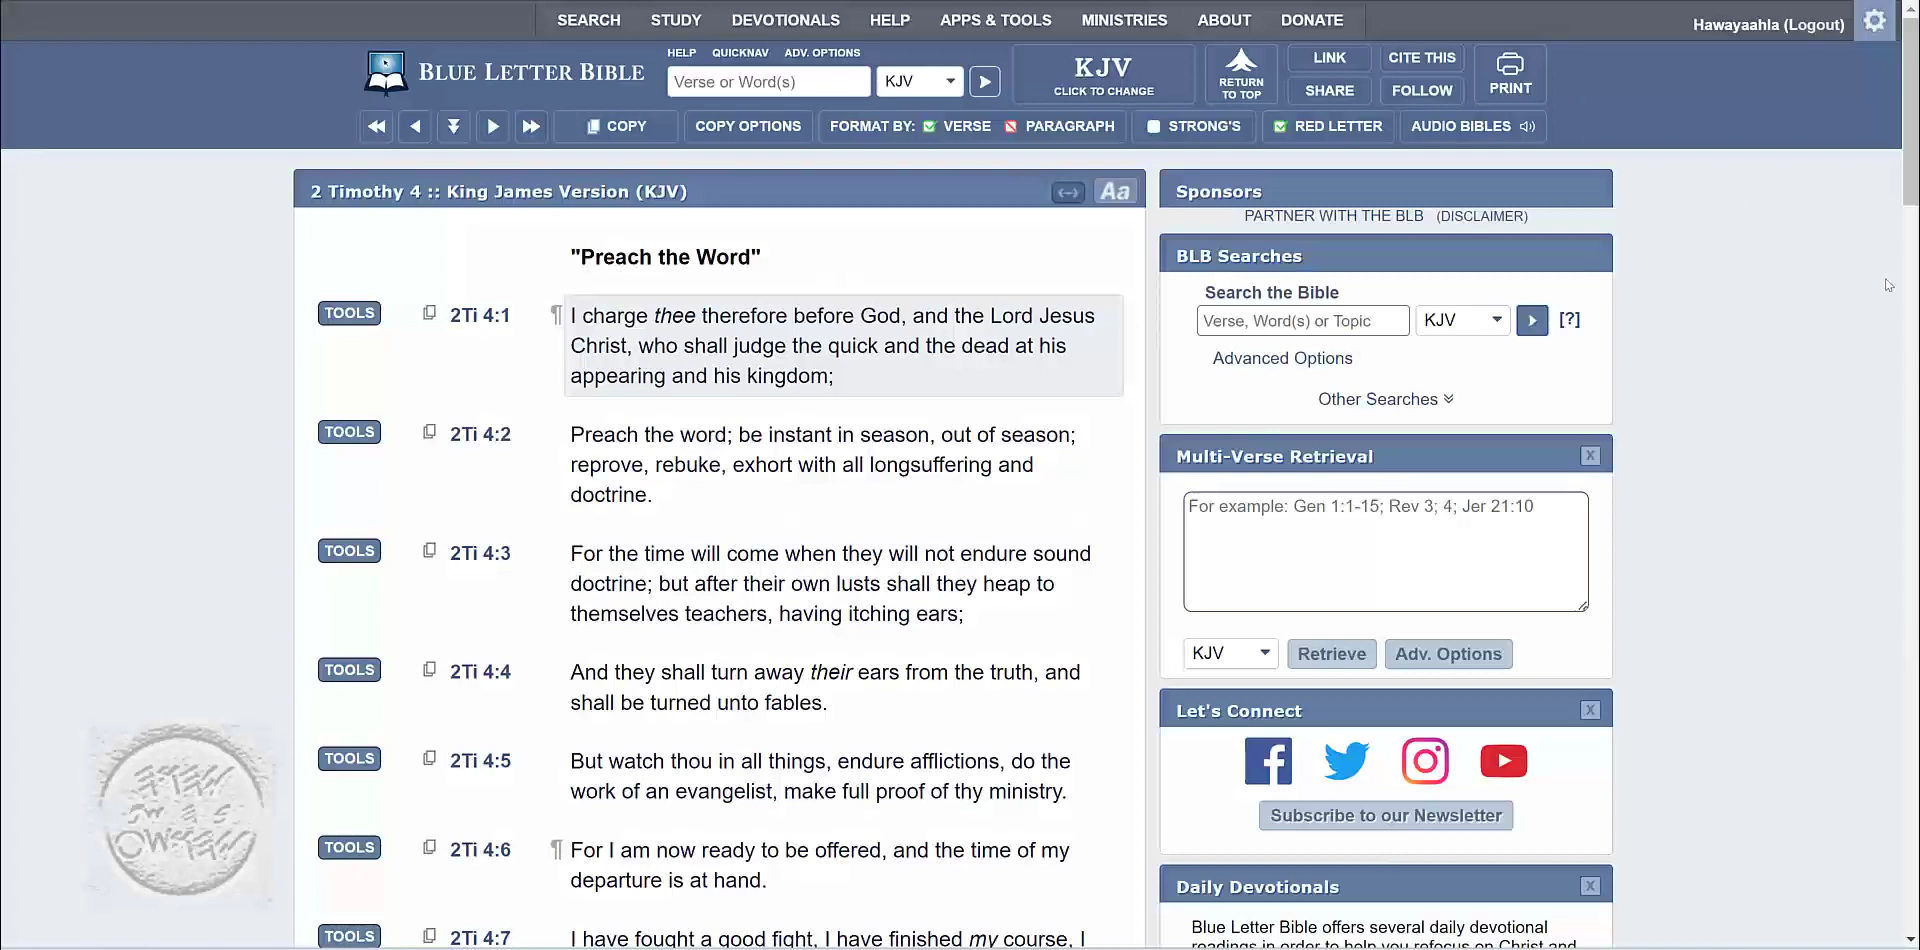 SEARCH STUDY DEVOTIONALS HELP APPS & TOOLS MINISTRIES ABOUT DONATE
Hawayaahla (Logout)
BLUE LETTER BIBLE
HELP QUICKNAV ADV. OPTIONS
Verse or Word(s) KJV
KJV
CLICK TO CHANGE
RETURN
TO TOP
LINK CITE THIS
SHARE FOLLOW
PRINT
COPY COPY OPTIONS FORMAT BY: VERSE PARAGRAPH STRONG'S RED LETTER AUDIO BIBLES
2 Timothy 4 :: King James Version (KJV) Aa
"Preach the Word"
TOOLS 2Ti 4:1 ¶ I charge thee therefore before God, and the Lord Jesus
Christ, who shall judge the quick and the dead at his
appearing and his kingdom;
TOOLS 2Ti 4:2 Preach the word; be instant in season, out of season;
reprove, rebuke, exhort with all longsuffering and
doctrine.
TOOLS 2Ti 4:3 For the time will come when they will not endure sound
doctrine; but after their own lusts shall they heap to
themselves teachers, having itching ears;
TOOLS 2Ti 4:4 And they shall turn away their ears from the truth, and
shall be turned unto fables.
TOOLS 2Ti 4:5 But watch thou in all things, endure afflictions, do the
work of an evangelist, make full proof of thy ministry.
TOOLS 2Ti 4:6 ¶ For I am now ready to be offered, and the time of my
departure is at hand.
TOOLS 2Ti 4:7 I have fought a good fight, I have finished my course, I
Sponsors
PARTNER WITH THE BLB (DISCLAIMER)
BLB Searches
Search the Bible
Verse, Word(s) or Topic KJV [?]
Advanced Options
Other Searches
Multi-Verse Retrieval X
For example: Gen 1:1-15; Rev 3; 4; Jer 21:10
KJV Retrieve Adv. Options
Let's Connect X
Subscribe to our Newsletter
Daily Devotionals X
Blue Letter Bible offers several daily devotional
readings in order to help you refocus on Christ and